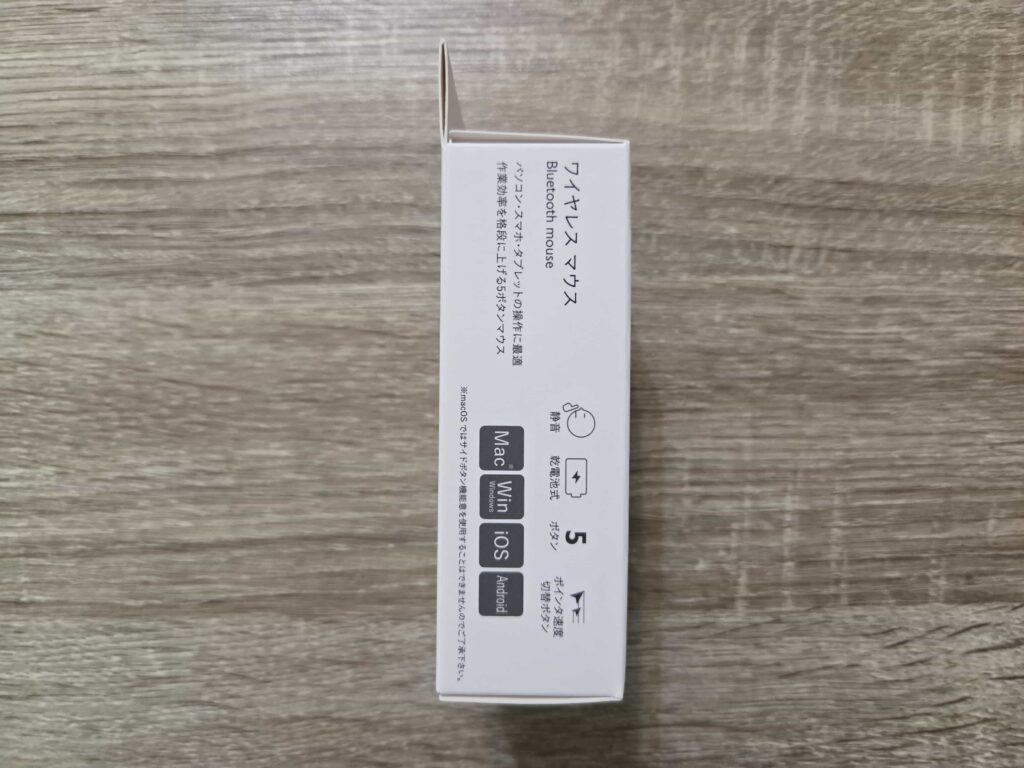 ワイヤレス マウス
Bluetooth mouse
パソコン・スマホ・タブレットの操作に最適
作業効率を格段に上げる5ボタンマウス
静音
乾電池式
5
ボタン
ポインタ速度
切替ボタン
Mac※
Win
Windows
iOS
Android
※macOS ではサイドボタン機能意を使用することはできませんのでご了承下さい。